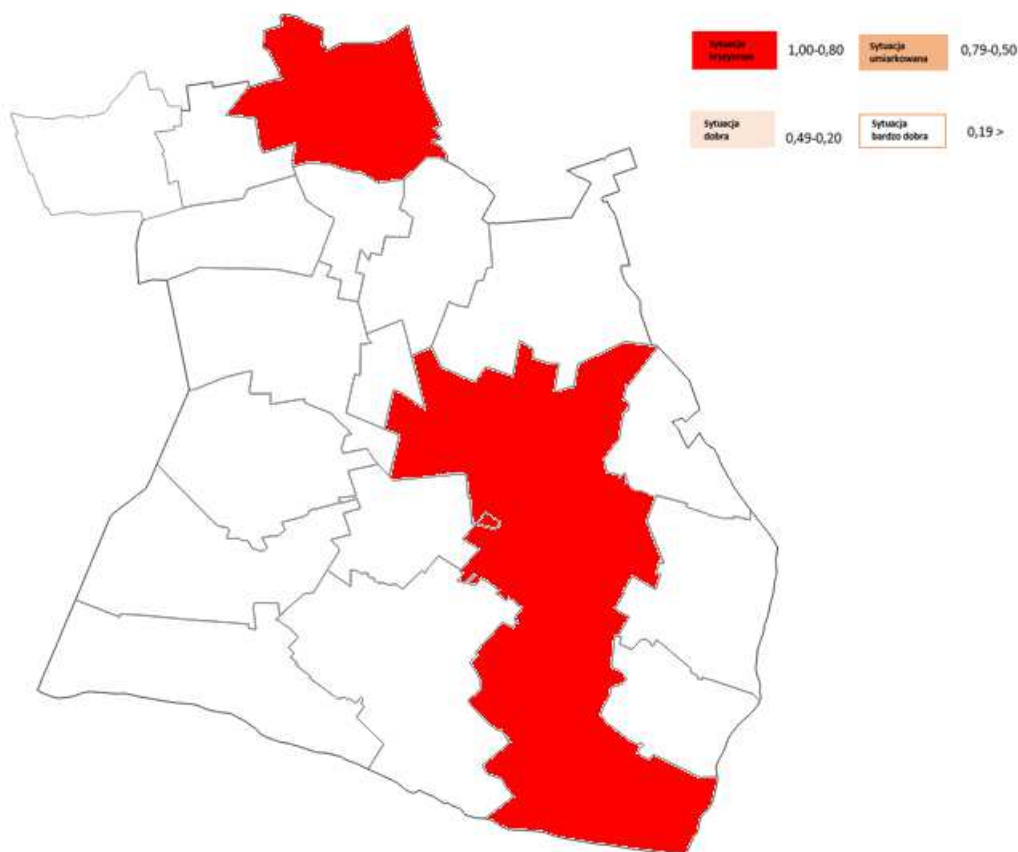 Sytuacja
kryzysowa
1,00-0,80
Sytuacja
umiarkowana
0,79-0,50
Sytuacja
dobra
0,49-0,20
Sytuacja
bardzo dobra
0,19 >